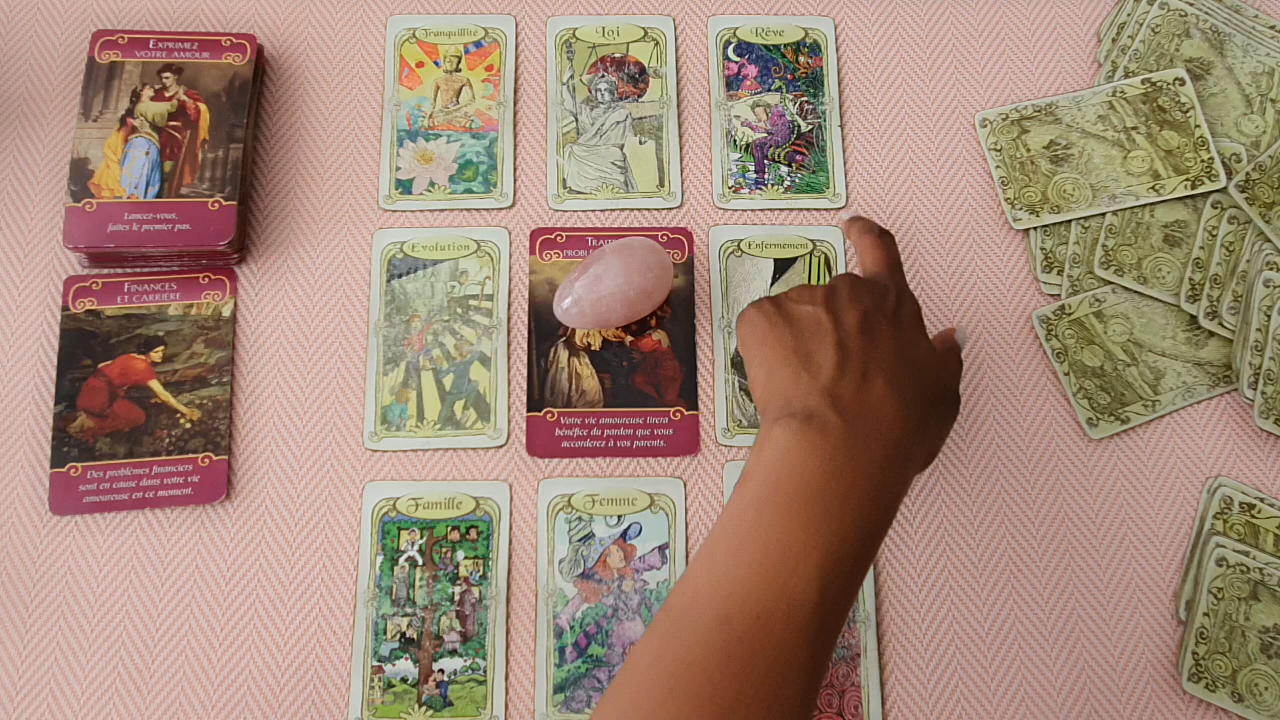 Exprimez
votre amour
Lancez-vous,
faites le premier pas.
Finances
et carrière
Des problèmes financiers
sont en cause dans votre vie
amoureuse en ce moment.
Tranquillité
Loi
Rêve
Evolution
Votre vie amoureuse tirera
bénéfice du pardon que vous
accorderez à vos parents.
Enfermement
Famille
Femme